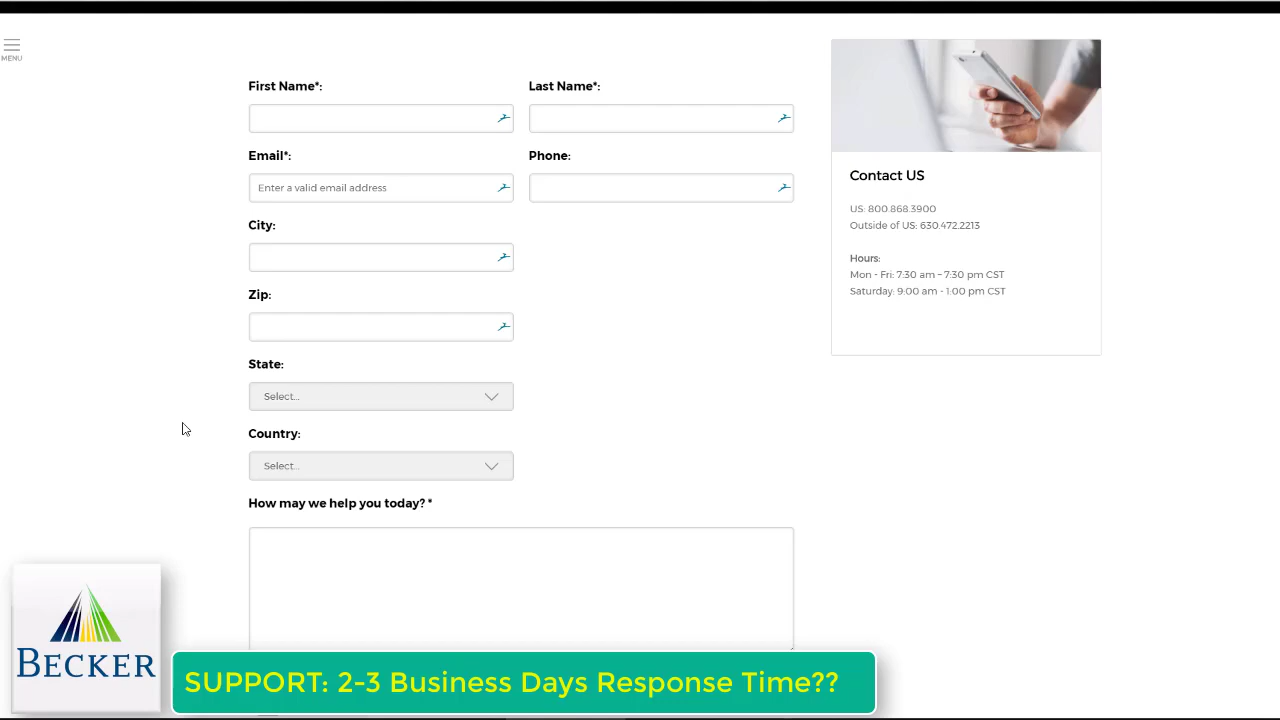 MENU
First Name*:
Last Name*:
Email*:
Phone:
Enter a valid email address
City:
Zip:
State:
Select...
Country:
Select...
How may we help you today? *
Contact US
US: 800.868.3900
Outside of US: 630.472.2213
Hours:
Mon - Fri: 7:30 am – 7:30 pm CST
Saturday: 9:00 am - 1:00 pm CST
BECKER
SUPPORT: 2-3 Business Days Response Time??